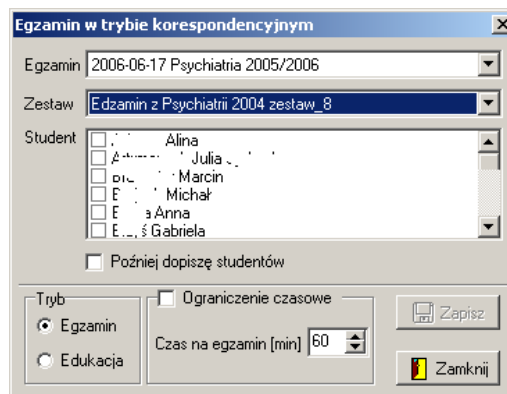 Egzamin w trybie korespondencyjnym
Egzamin 2006-06-17 Psychiatria 2005/2006
Zestaw Edzamin z Psychiatrii 2004 zestaw_8
Student Alina
Julia
Marcin
Michał
Anna
Gabriela
Poźniej dopiszę studentów
Tryb Ograniczenie czasowe
Egzamin
Czas na egzamin [min] 60
Edukacja
Zapisz
Zamknij